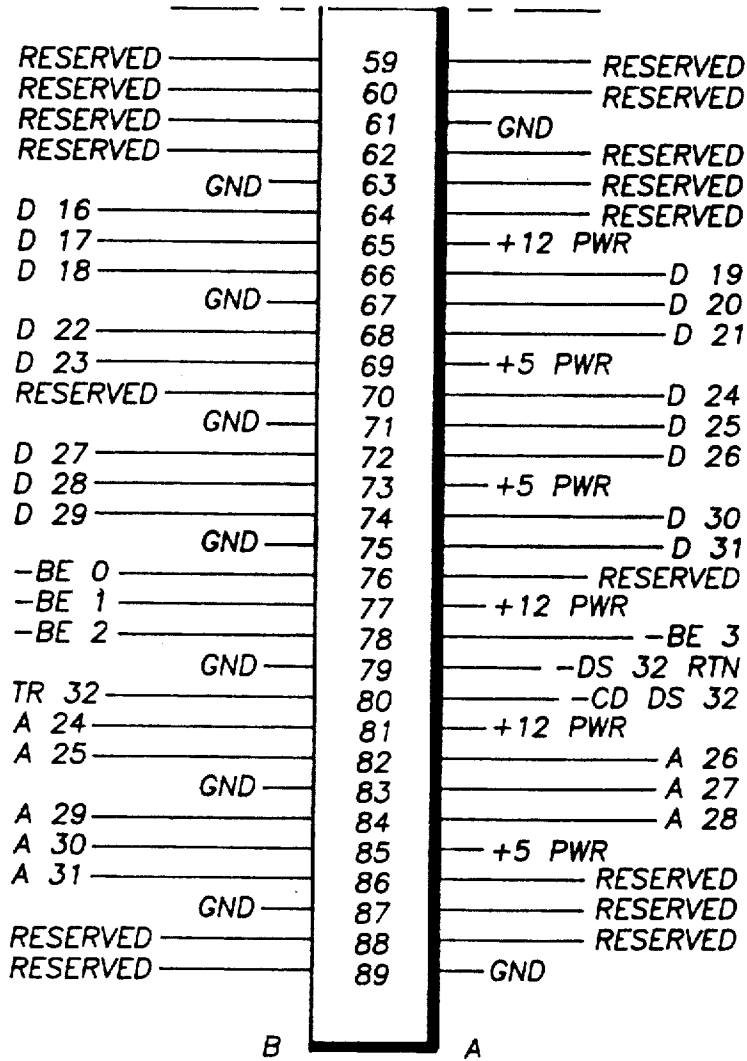 RESERVED 59 RESERVED
RESERVED 60 RESERVED
RESERVED 61 GND
RESERVED 62 RESERVED
GND 63 RESERVED
D 16 64 RESERVED
D 17 65 +12 PWR
D 18 66 D 19
GND 67 D 20
D 22 68 D 21
D 23 69 +5 PWR
RESERVED 70 D 24
GND 71 D 25
D 27 72 D 26
D 28 73 +5 PWR
D 29 74 D 30
GND 75 D 31
-BE 0 76 RESERVED
-BE 1 77 +12 PWR
-BE 2 78 -BE 3
GND 79 -DS 32 RTN
TR 32 80 -CD DS 32
A 24 81 +12 PWR
A 25 82 A 26
GND 83 A 27
A 29 84 A 28
A 30 85 +5 PWR
A 31 86 RESERVED
GND 87 RESERVED
RESERVED 88 RESERVED
RESERVED 89 GND
B A